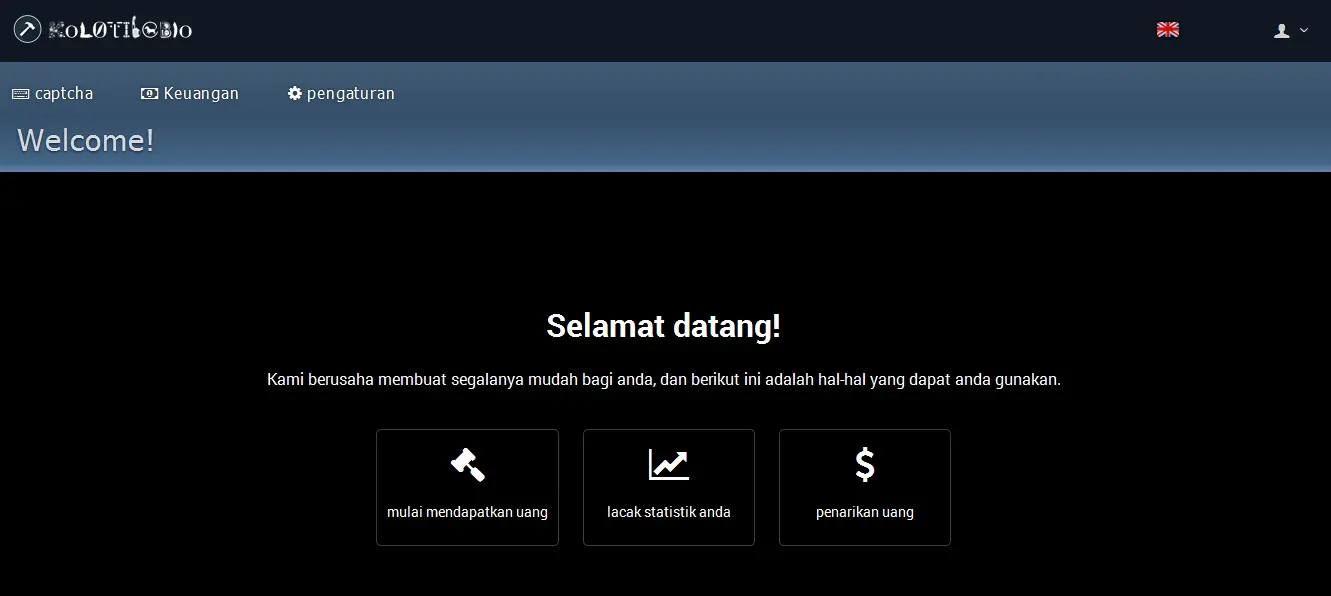 KOLOTIBABLO
captcha Keuangan pengaturan
Welcome!
Selamat datang!
Kami berusaha membuat segalanya mudah bagi anda, dan berikut ini adalah hal-hal yang dapat anda gunakan.
mulai mendapatkan uang
lacak statistik anda
penarikan uang